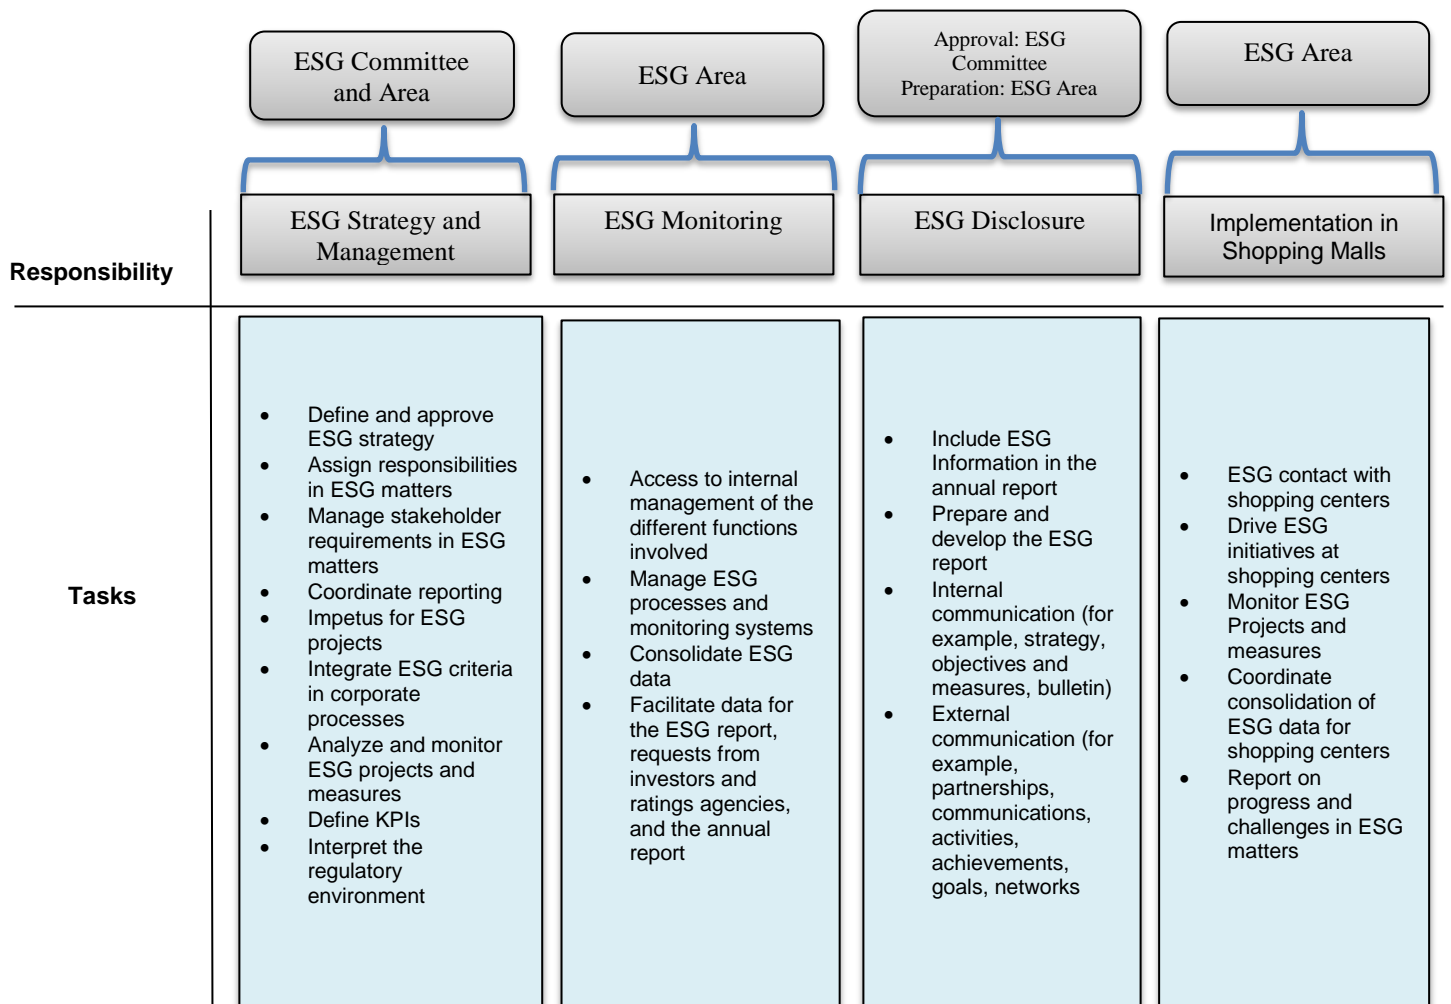 ESG Committee
and Area
ESG Area
Approval: ESG
Committee
Preparation: ESG Area
ESG Area
Responsibility
ESG Strategy and
Management
ESG Monitoring
ESG Disclosure
Implementation in
Shopping Malls
Tasks
• Define and approve
ESG strategy
• Assign responsibilities
in ESG matters
• Manage stakeholder
requirements in ESG
matters
• Coordinate reporting
• Impetus for ESG
projects
• Integrate ESG criteria
in corporate
processes
• Analyze and monitor
ESG projects and
measures
• Define KPIs
• Interpret the
regulatory
environment
• Access to internal
management of the
different functions
involved
• Manage ESG
processes and
monitoring systems
• Consolidate ESG
data
• Facilitate data for
the ESG report,
requests from
investors and
ratings agencies,
and the annual
report
• Include ESG
Information in the
annual report
• Prepare and
develop the ESG
report
• Internal
communication (for
example, strategy,
objectives and
measures, bulletin)
• External
communication (for
example,
partnerships,
communications,
activities,
achievements,
goals, networks
• ESG contact with
shopping centers
• Drive ESG
initiatives at
shopping centers
• Monitor ESG
Projects and
measures
• Coordinate
consolidation of
ESG data for
shopping centers
• Report on
progress and
challenges in ESG
matters